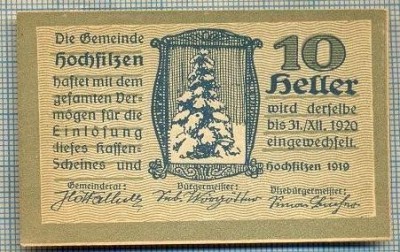 Die Gemeinde
Hochfilzen
haftet mit dem
gesamten Ver-
mögen für die
Einlösung
dieses Kassen-
Scheines und
10
Heller
wird derselbe
bis 31./XII. 1920
eingewechselt.
Hochfilzen 1919
Gemeinderat:
Bürgermeister:
Vizebürgermeister: